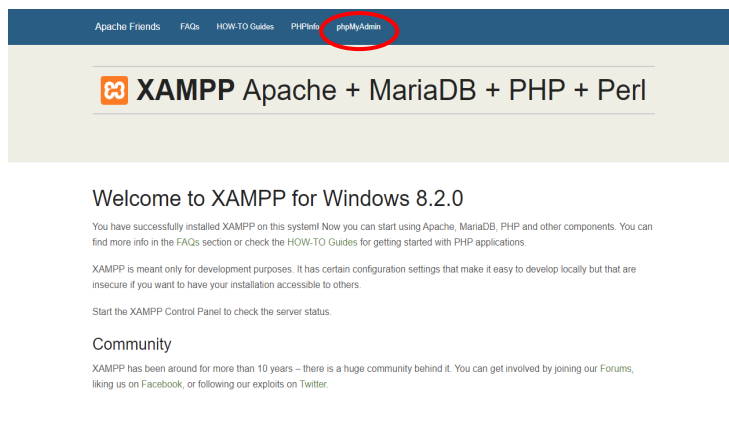 Apache Friends FAQs HOW-TO Guides PHPInfo phpMyAdmin
XAMPP Apache + MariaDB + PHP + Perl
Welcome to XAMPP for Windows 8.2.0
You have successfully installed XAMPP on this system! Now you can start using Apache, MariaDB, PHP and other components. You can
find more info in the FAQs section or check the HOW-TO Guides for getting started with PHP applications.
XAMPP is meant only for development purposes. It has certain configuration settings that make it easy to develop locally but that are
insecure if you want to have your installation accessible to others.
Start the XAMPP Control Panel to check the server status.
Community
XAMPP has been around for more than 10 years – there is a huge community behind it. You can get involved by joining our Forums,
liking us on Facebook, or following our exploits on Twitter.